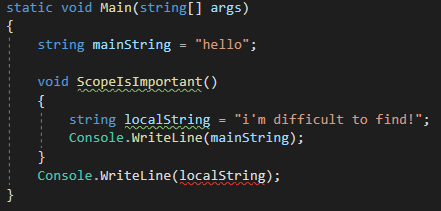 static void Main(string[] args)
{
    string mainString = "hello";

    void ScopeIsImportant()
    {
        string localString = "i'm difficult to find!";
        Console.WriteLine(mainString);
    }
    Console.WriteLine(localString);
}